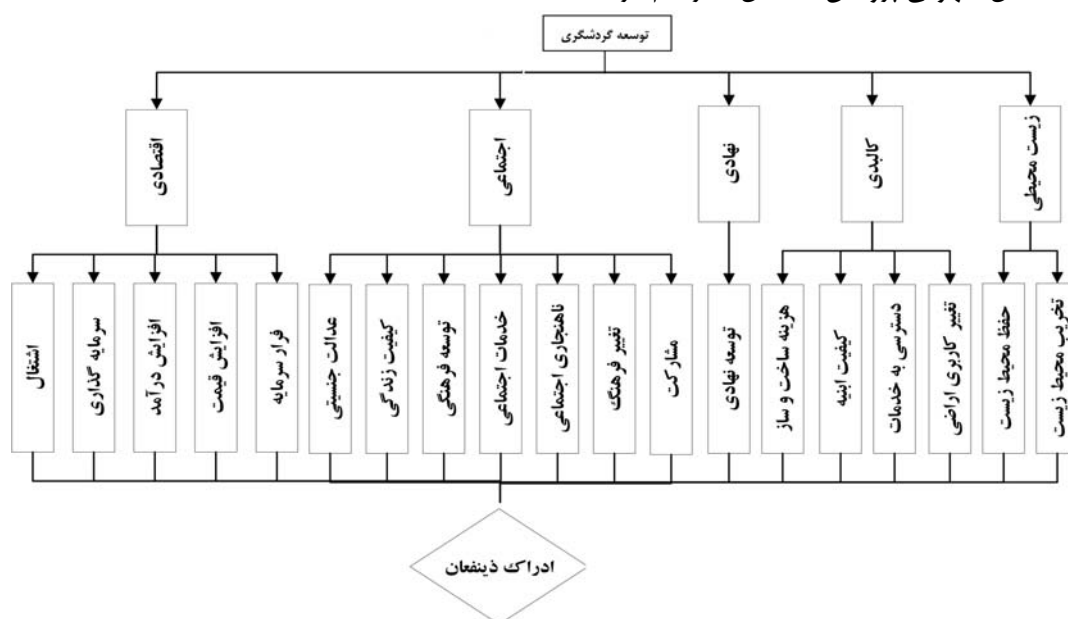 توسعه گردشگری
زیست محیطی
کالبدی
نهادی
اجتماعی
اقتصادی
تخریب محیط زیست
حفظ محیط زیست
تغییر کاربری اراضی
دسترسی به خدمات
کیفیت ابنیه
هزینه ساخت و ساز
توسعه نهادی
مشارکت
تغییر فرهنگ
ناهنجاری اجتماعی
خدمات اجتماعی
توسعه فرهنگی
کیفیت زندگی
عدالت جنسیتی
فرار سرمایه
افزایش قیمت
افزایش درآمد
سرمایه گذاری
اشتغال
ادراک ذینفعان